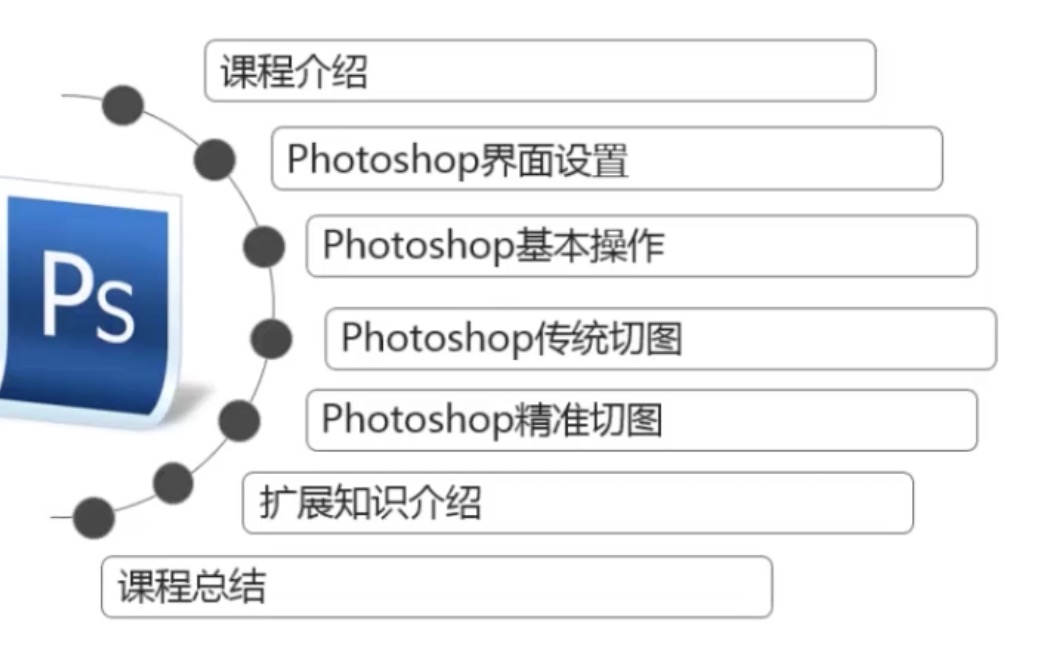 课程介绍
Photoshop界面设置
Photoshop基本操作
Ps
Photoshop传统切图
Photoshop精准切图
扩展知识介绍
课程总结